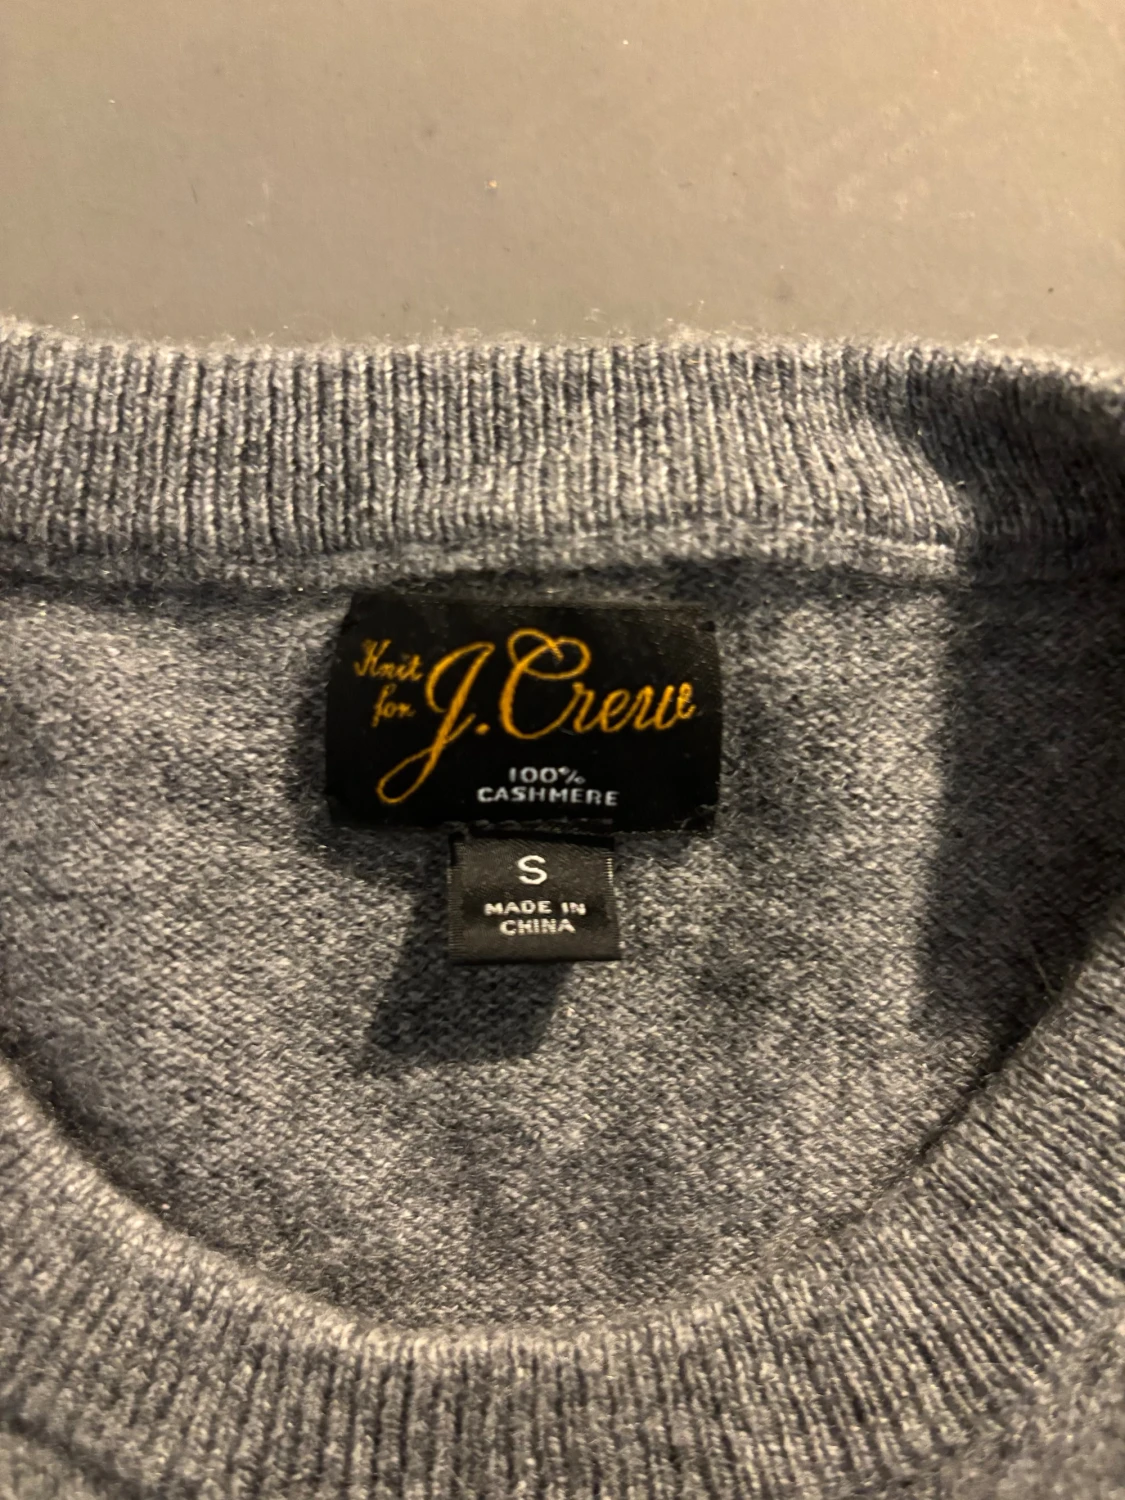 Knit
for J.Crew
100%
CASHMERE
S
MADE IN
CHINA